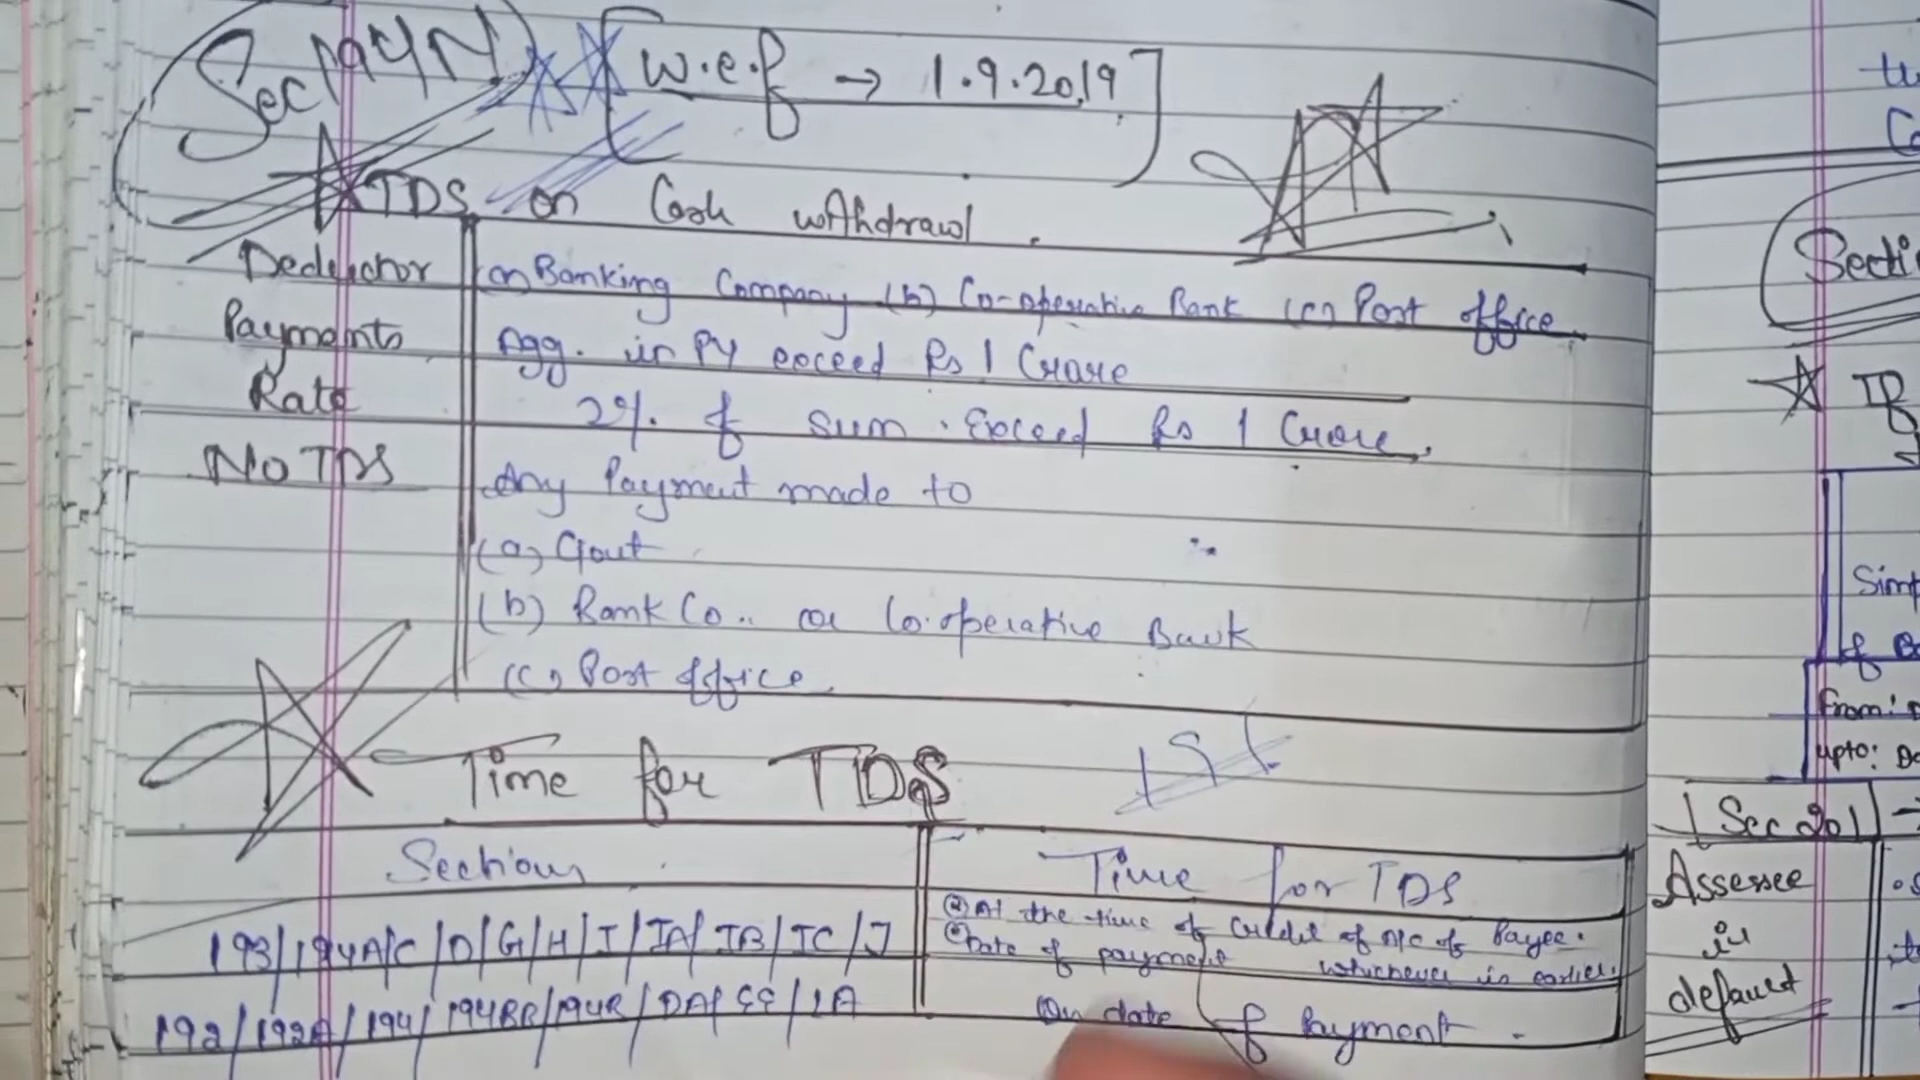 Sec 194N [w.e.f → 1.9.2019]
TDS on Cash withdrawl.
Deductor (a) Banking Company (b) Co-operative Bank (c) Post office.
Payments Agg. in PY exceed Rs 1 Crore
Rate 2% of sum Exceed Rs 1 Crore.
No TDS Any Payment made to
(a) Govt
(b) Bank Co.. or Co.operative Bank
(c) Post office
Time for TDS
Sections Time for TDS
193/194A/C/D/G/H/I/IA/IB/IC/J At the time of Credit of A/c of Payee.
Date of payment whichever is earlier.
192/192A/194/194BB/194B/DA/EE/LA On date of Payment.
Secti
Simp
of
From:
upto:
Sec 201
Assessee
is
default